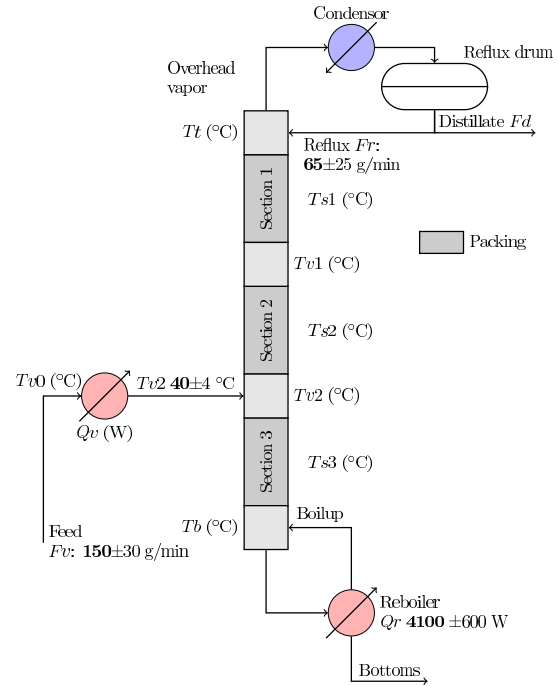 Condensor
Reflux drum
Overhead
vapor
Distillate Fd
Tt (°C)
Reflux Fr:
65±25 g/min
Section 1
Ts1 (°C)
Packing
Tv1 (°C)
Section 2
Ts2 (°C)
Tv0 (°C)
Tv2 40±4 °C
Tv2 (°C)
Qv (W)
Section 3
Ts3 (°C)
Boilup
Tb (°C)
Feed
Fv: 150±30 g/min
Reboiler
Qr 4100 ±600 W
Bottoms